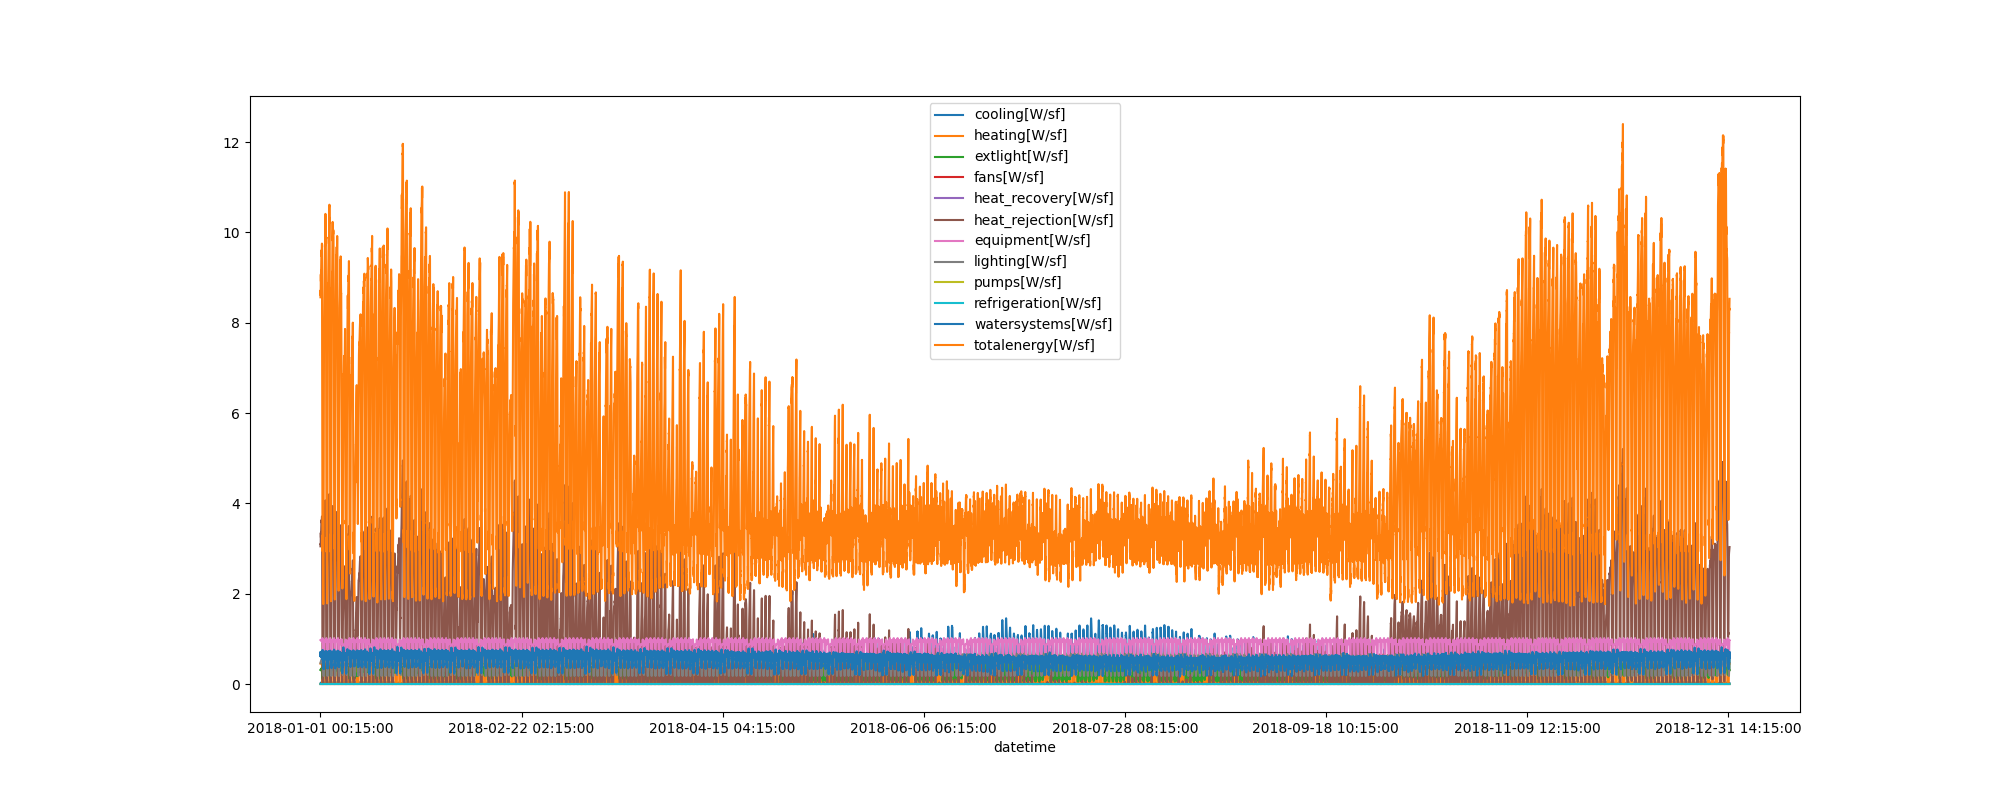 cooling[W/sf]
heating[W/sf]
extlight[W/sf]
fans[W/sf]
heat_recovery[W/sf]
heat_rejection[W/sf]
equipment[W/sf]
lighting[W/sf]
pumps[W/sf]
refrigeration[W/sf]
watersystems[W/sf]
totalenergy[W/sf]
12
10
8
6
4
2
0
2018-01-01 00:15:00 2018-02-22 02:15:00 2018-04-15 04:15:00 2018-06-06 06:15:00 2018-07-28 08:15:00 2018-09-18 10:15:00 2018-11-09 12:15:00 2018-12-31 14:15:00
datetime